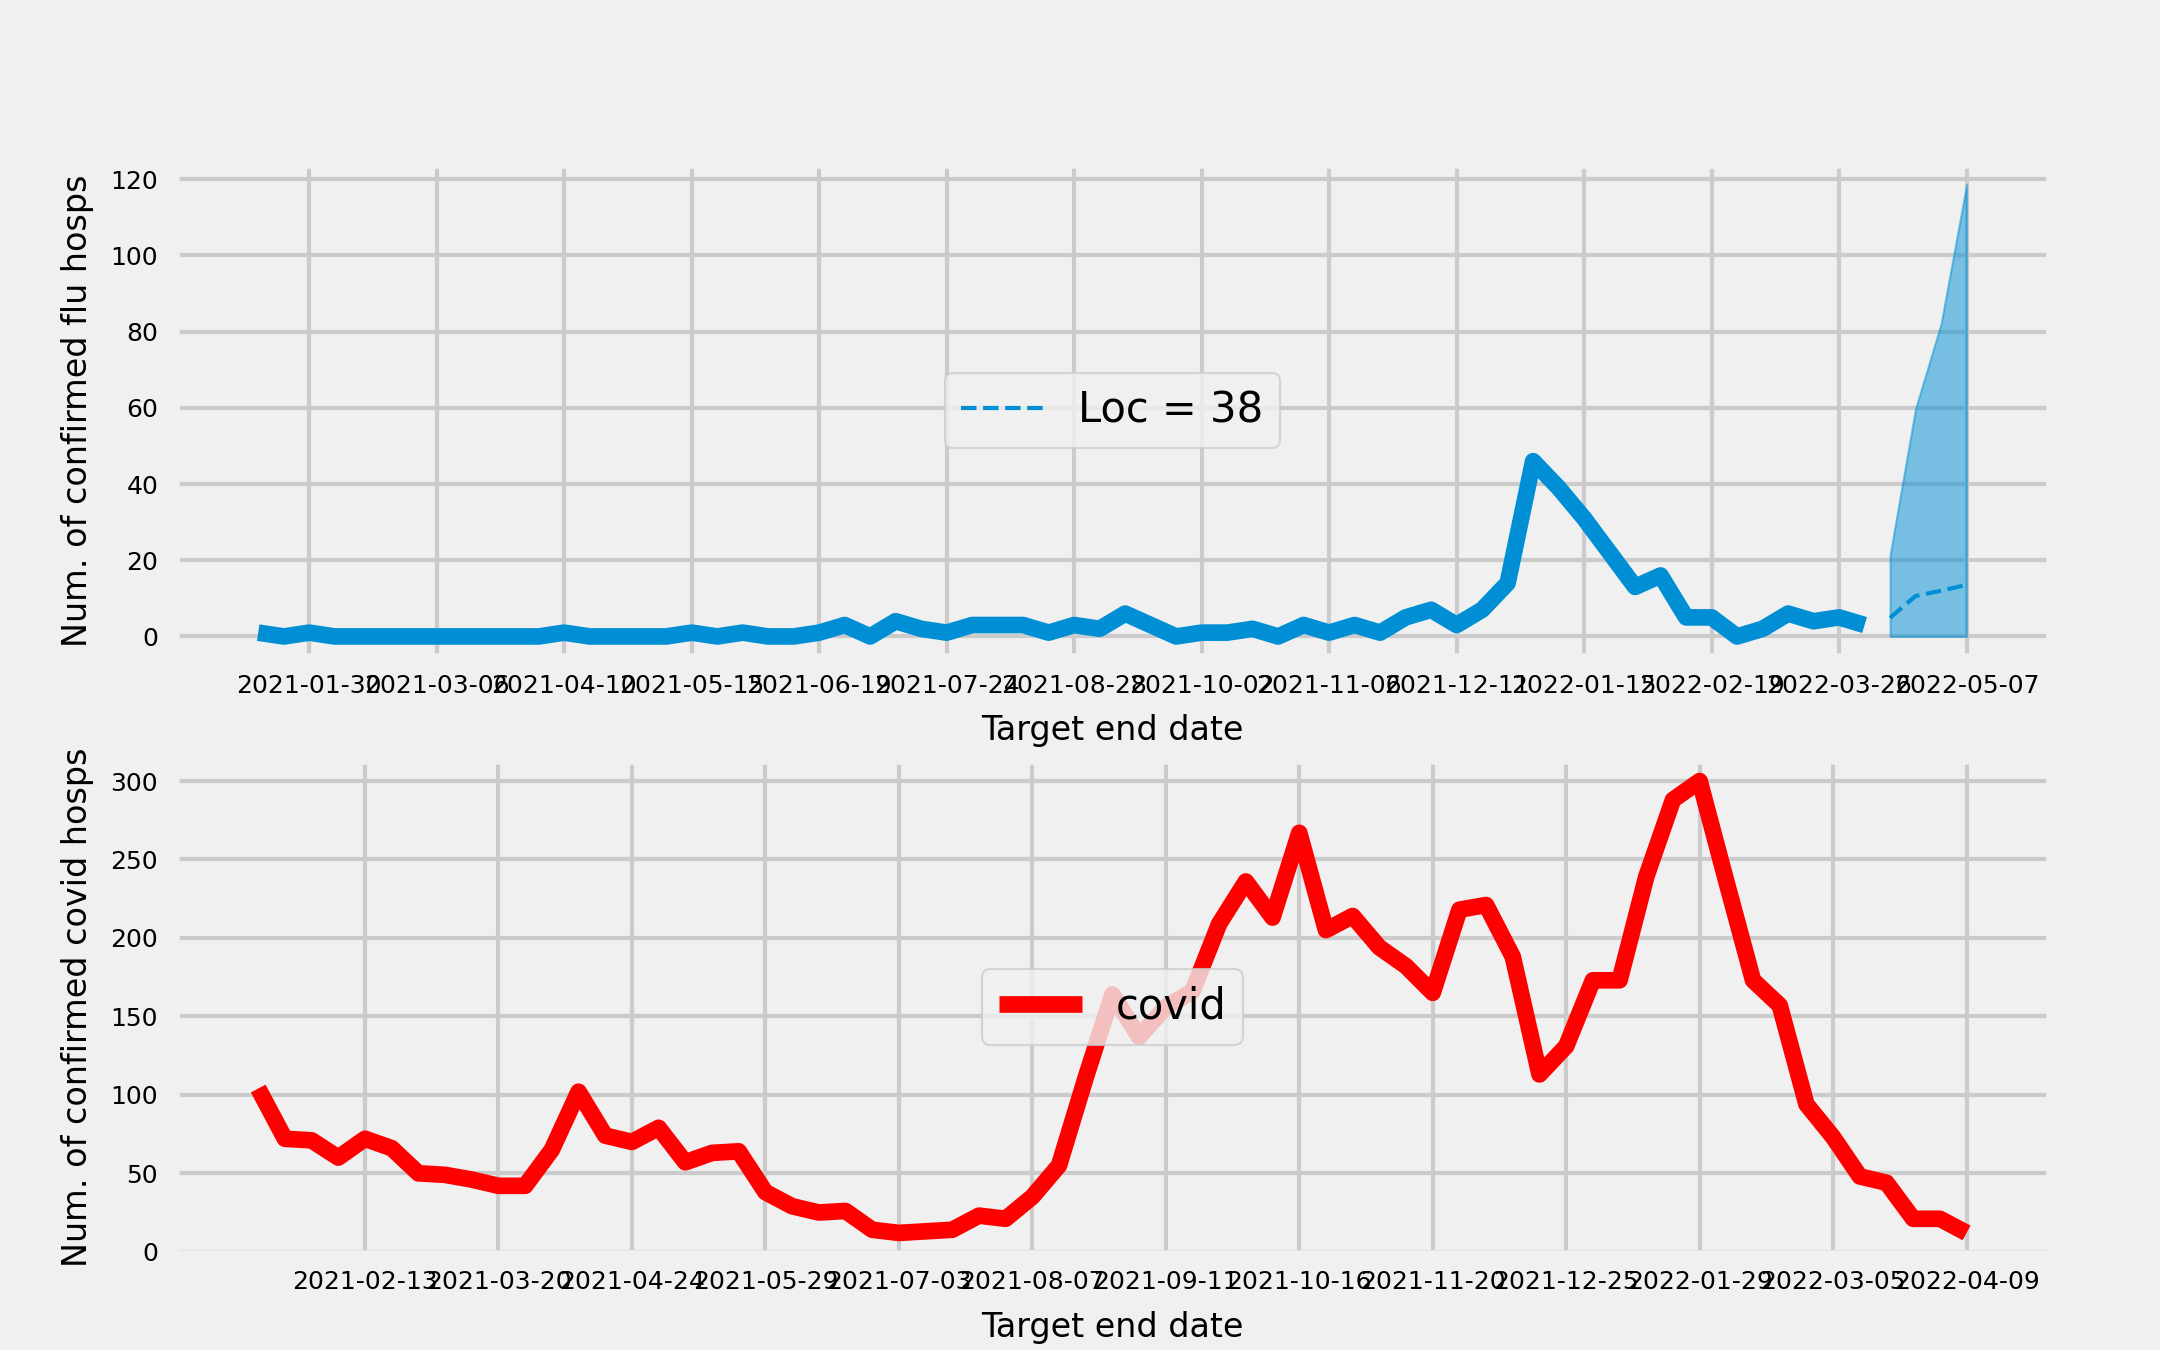 Num. of confirmed flu hosps
120
100
80
60
40
20
0
Loc = 38
2021-01-30 2021-03-06 2021-04-10 2021-05-15 2021-06-19 2021-07-24 2021-08-28 2021-10-02 2021-11-06 2021-12-11 2022-01-15 2022-02-19 2022-03-26 2022-05-07
Target end date
Num. of confirmed covid hosps
300
250
200
150
100
50
0
covid
2021-02-13 2021-03-20 2021-04-24 2021-05-29 2021-07-03 2021-08-07 2021-09-11 2021-10-16 2021-11-20 2021-12-25 2022-01-29 2022-03-05 2022-04-09
Target end date